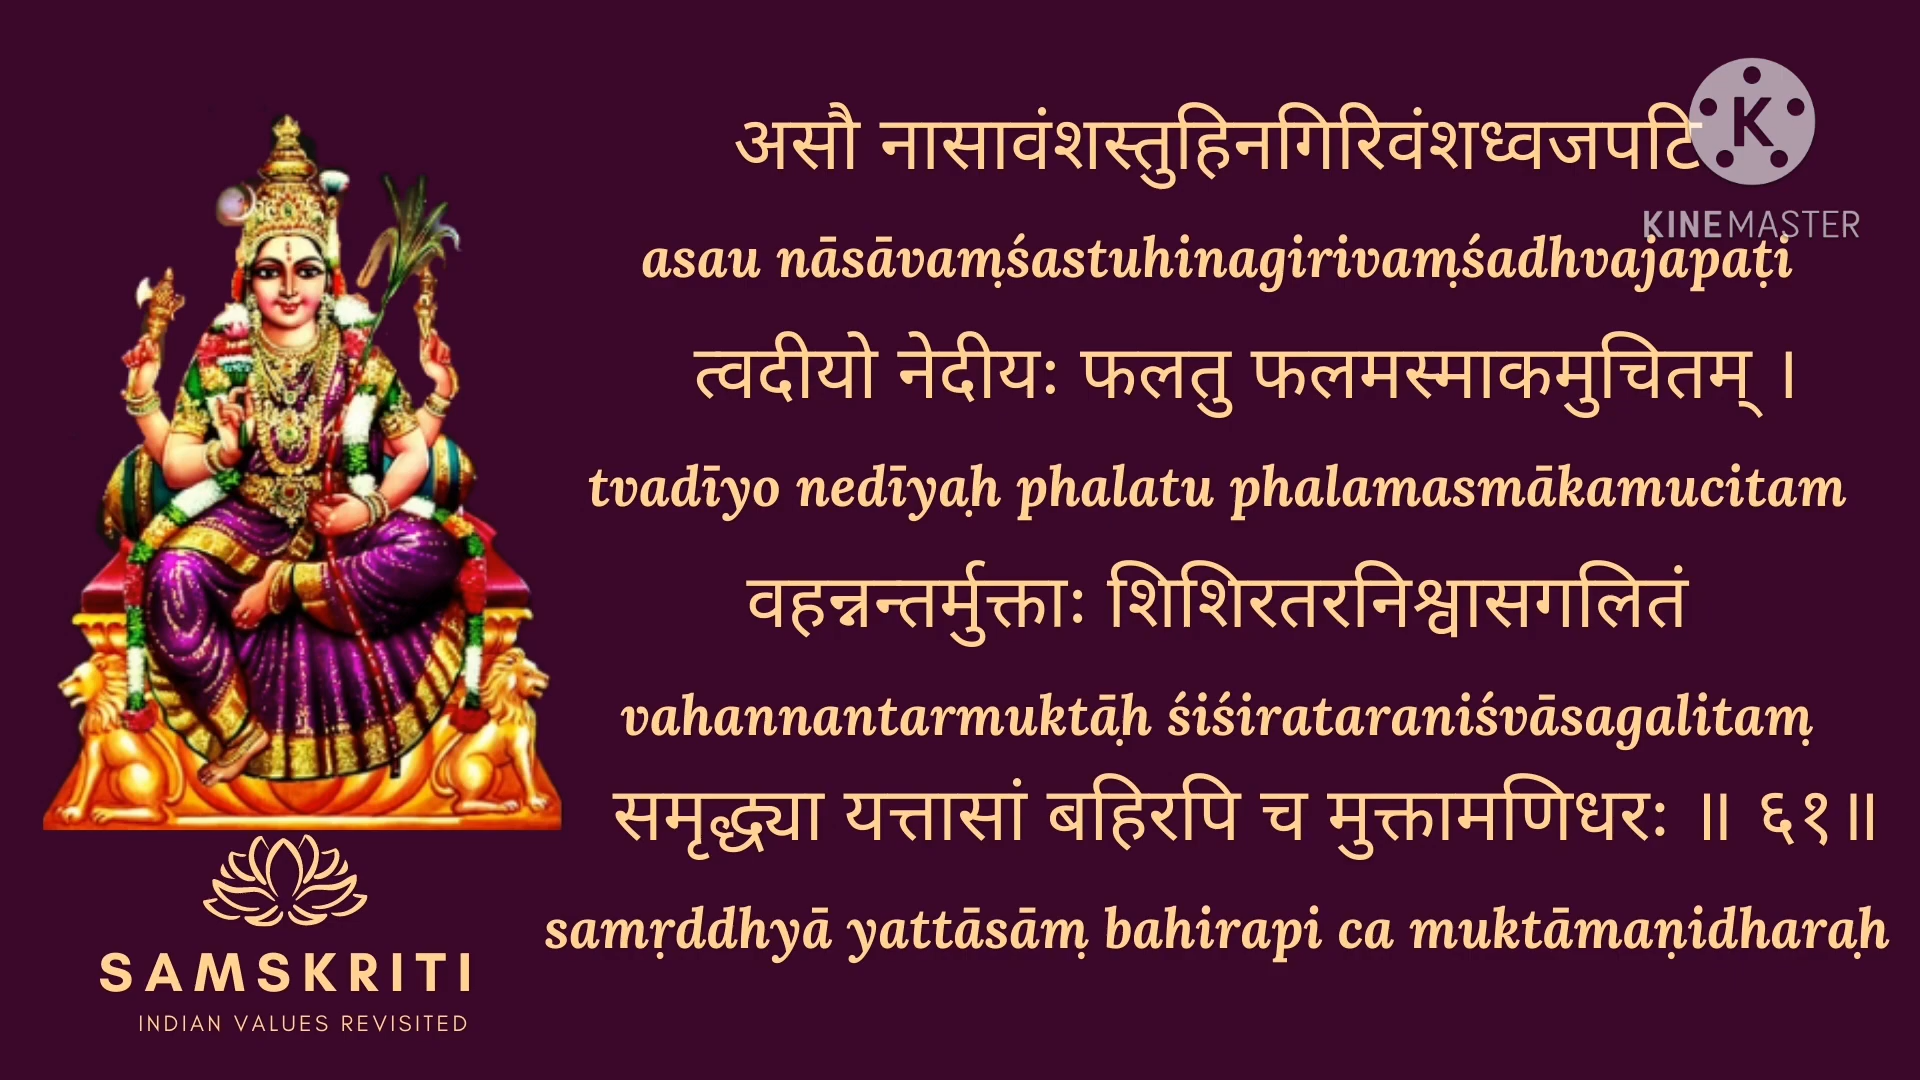 असौ नासावंशस्तुहिनगिरिवंशध्वजपटि
K
KINEMASTER
asau nāsāvaṃśastuhinagirivaṃśadhvajapaṭi
त्वदीयो नेदीयः फलतु फलमस्माकमुचितम् ।
tvadīyo nedīyaḥ phalatu phalamasmākamucitam
वहन्नन्तर्मुक्ताः शिशिरतरनिश्वासगलितं
vahannantarmuktāḥ śiśirataraniśvāsagalitaṃ
समृद्ध्या यत्तासां बहिरपि च मुक्तामणिधरः ॥ ६१॥
samṛddhyā yattāsāṃ bahirapi ca muktāmaṇidharaḥ
SAMSKRITI
INDIAN VALUES REVISITED